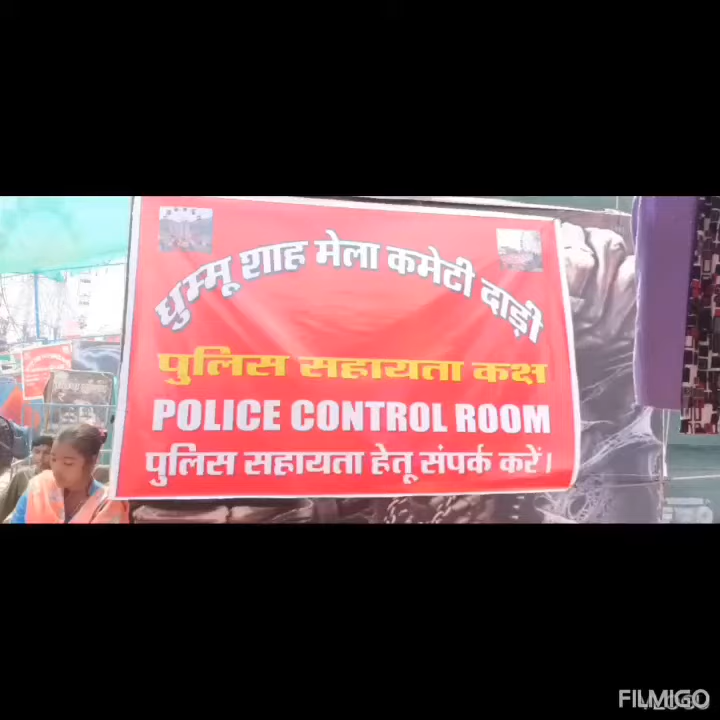 धुम्मू शाह मेला कमेटी दाड़ी
पुलिस सहायता कक्ष
POLICE CONTROL ROOM
पुलिस सहायता हेतू संपर्क करें।
FILMIGO